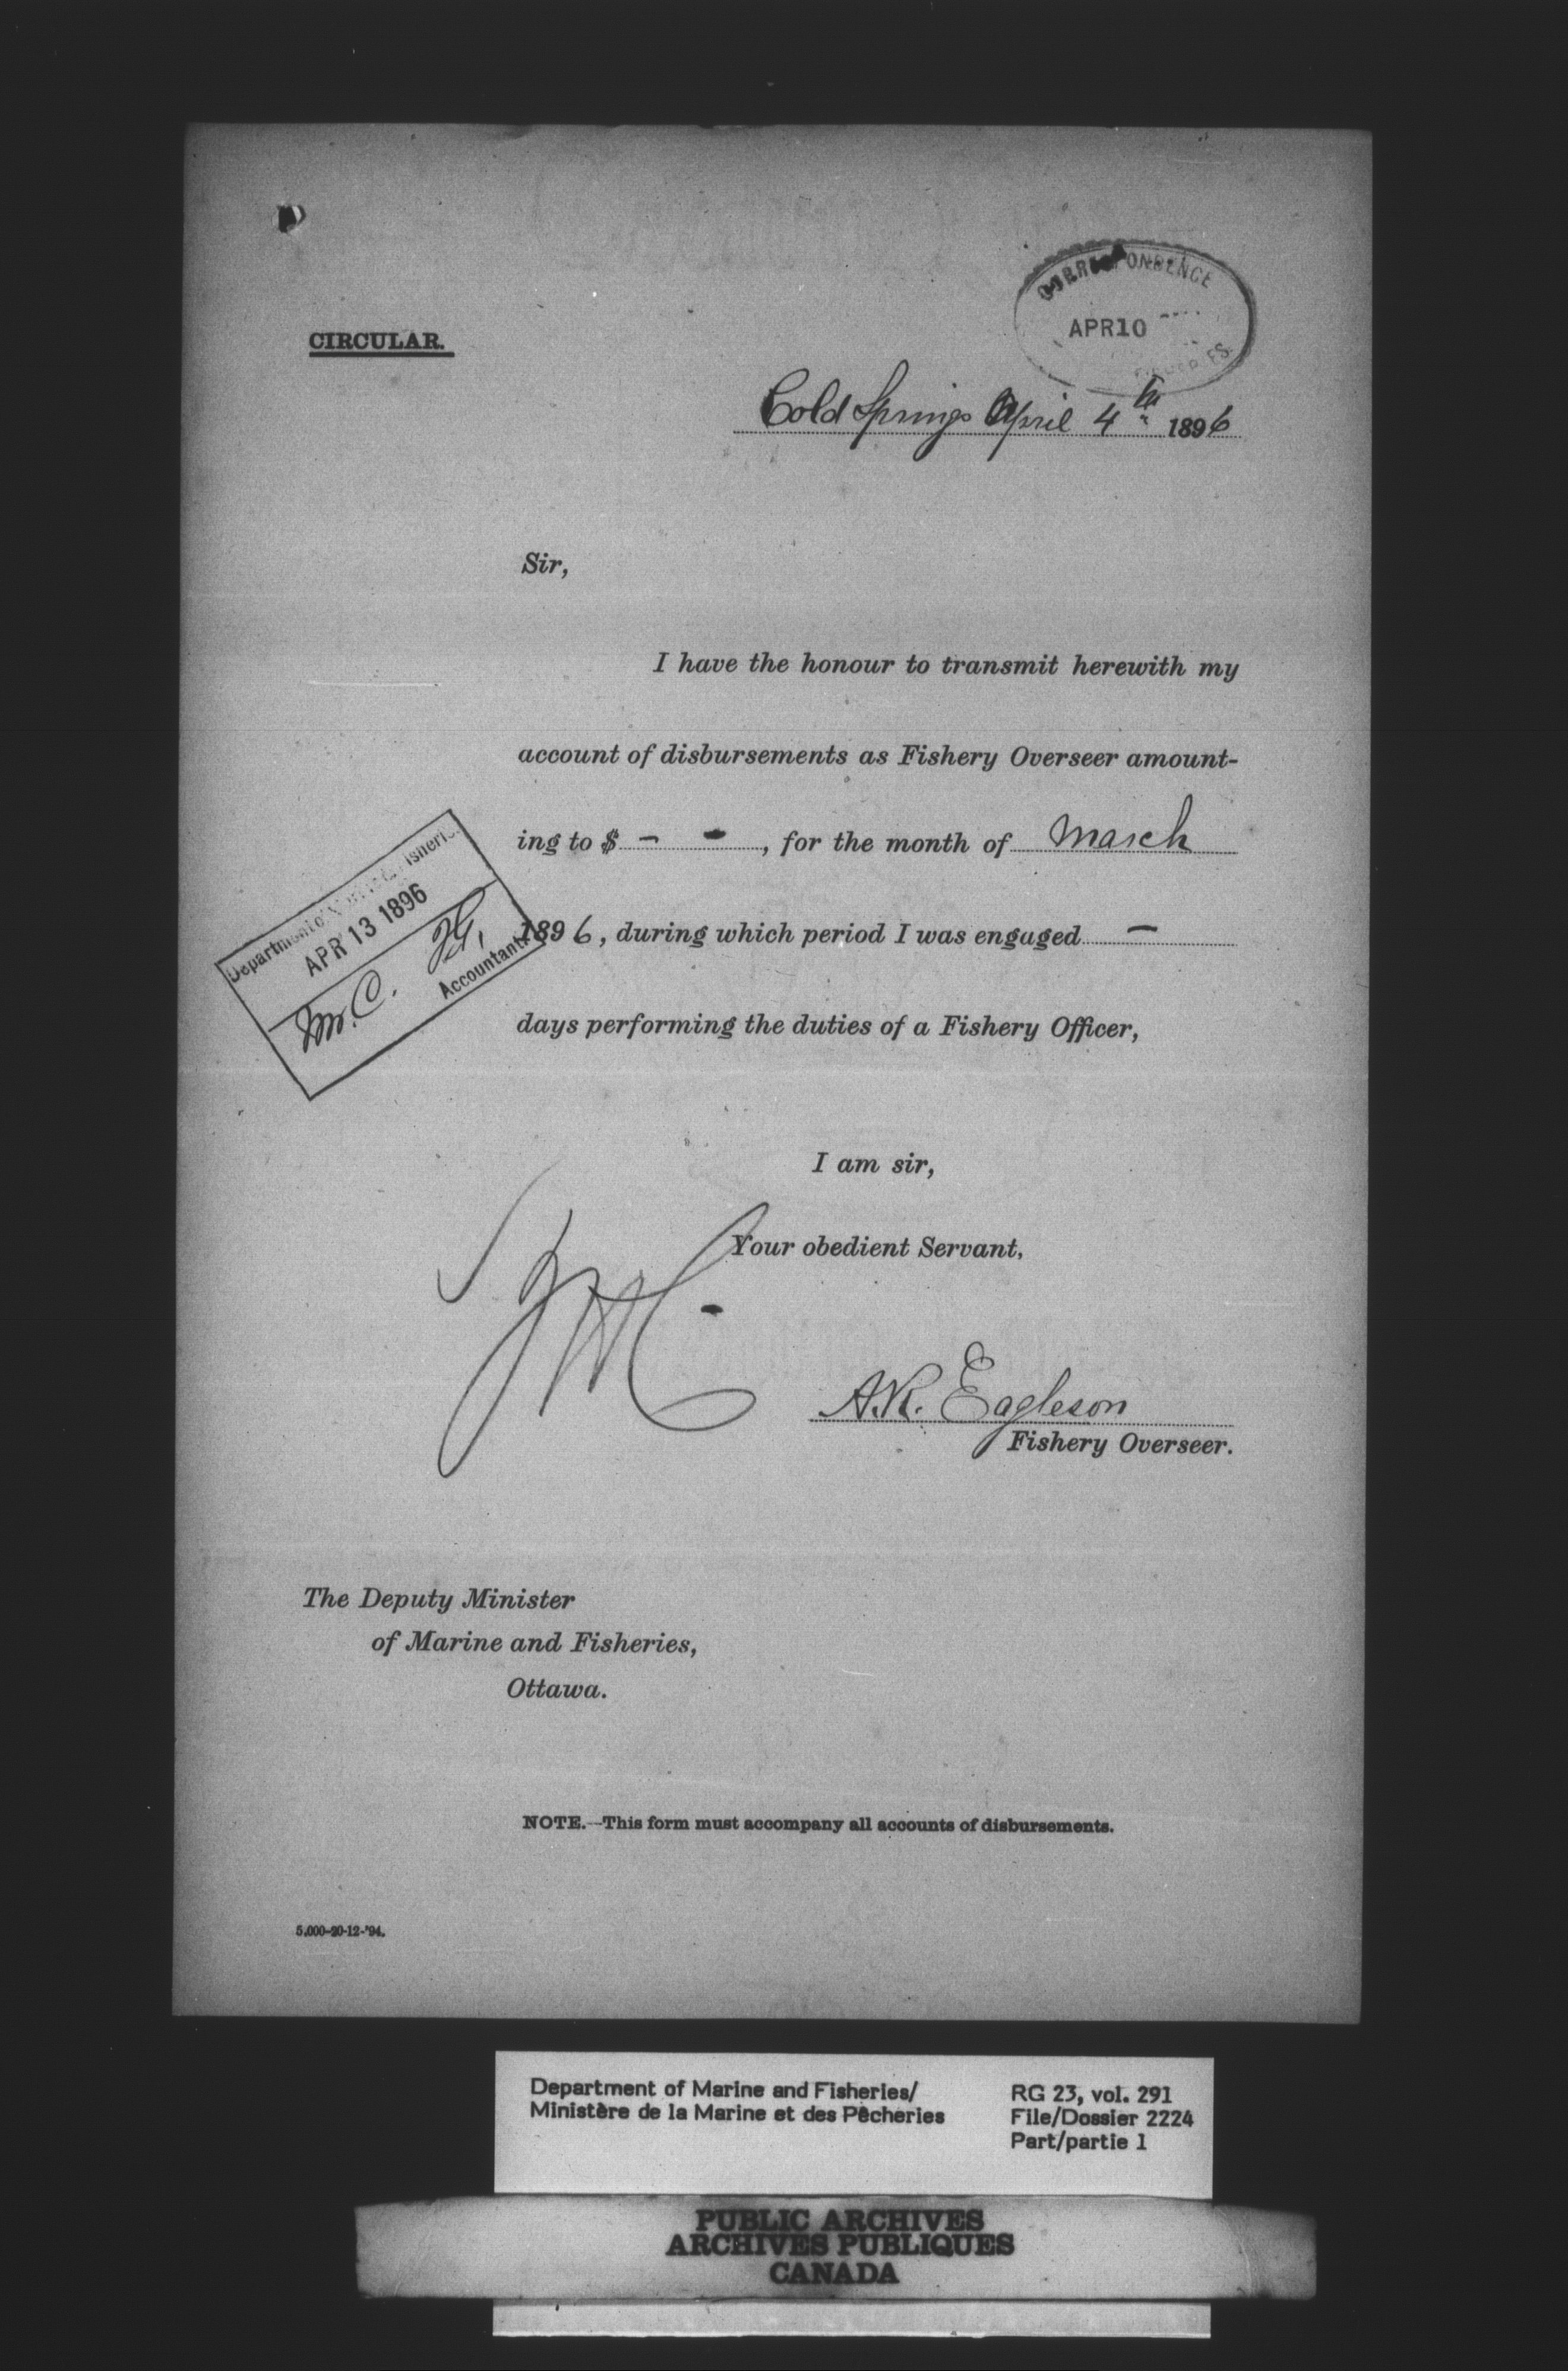 CORRESPONDENCE
APR 10
CIRCULAR.
Cold Springs April 4th 1896
Sir,
I have the honour to transmit herewith my
account of disbursements as Fishery Overseer amount-
ing to $ - - , for the month of March
1896, during which period I was engaged -
days performing the duties of a Fishery Officer,
APR 13 1896
Accountant
I am sir,
Your obedient Servant,
A.R. Eagleson
Fishery Overseer.
The Deputy Minister
of Marine and Fisheries,
Ottawa.
NOTE.--This form must accompany all accounts of disbursements.
5,000-20-12-'94.
Department of Marine and Fisheries/
Ministère de la Marine et des Pêcheries
RG 23, vol. 291
File/Dossier 2224
Part/partie 1
PUBLIC ARCHIVES
ARCHIVES PUBLIQUES
CANADA